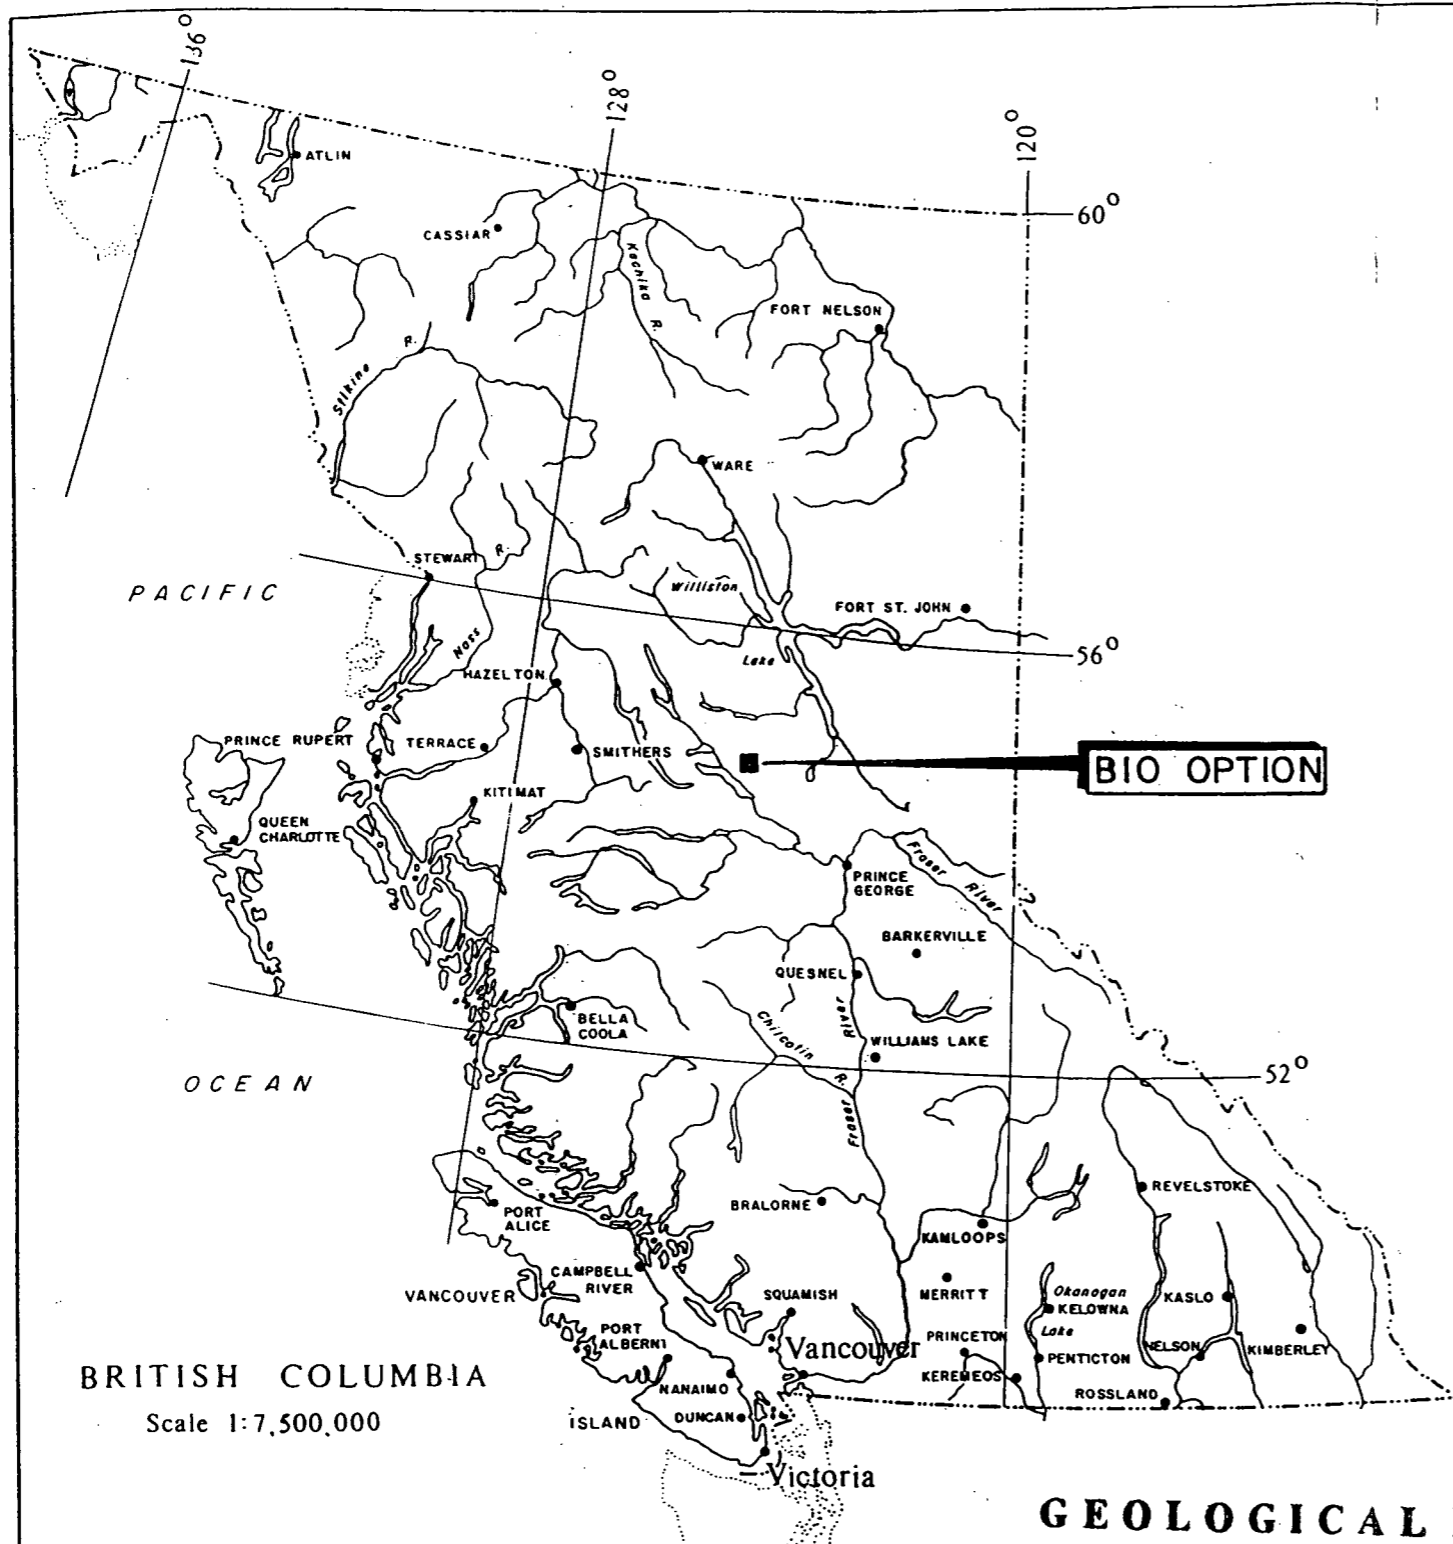 136°
128°
120°
ATLIN
60°
CASSIAR
Kechika R.
FORT NELSON
Stikine R.
WARE
STEWART
R.
PACIFIC
Williston
FORT ST. JOHN
Nass
Lake
56°
HAZELTON
PRINCE RUPERT
TERRACE
SMITHERS
BIO OPTION
KITIMAT
QUEEN
CHARLOTTE
Fraser River
PRINCE
GEORGE
BARKERVILLE
QUESNEL
BELLA
COOLA
Chilcotin R.
River
WILLIAMS LAKE
OCEAN
52°
Fraser
REVELSTOKE
BRALORNE
PORT
ALICE
KAMLOOPS
CAMPBELL
RIVER
VANCOUVER
SQUAMISH
MERRITT
Okanagan
KELOWNA
KASLO
PORT
ALBERNI
Vancouver
PRINCETON
Lake
PENTICTON
NELSON
KIMBERLEY
BRITISH COLUMBIA
NANAIMO
KEREMEOS
ROSSLAND
Scale 1:7,500,000
ISLAND
DUNCAN
Victoria
GEOLOGICAL